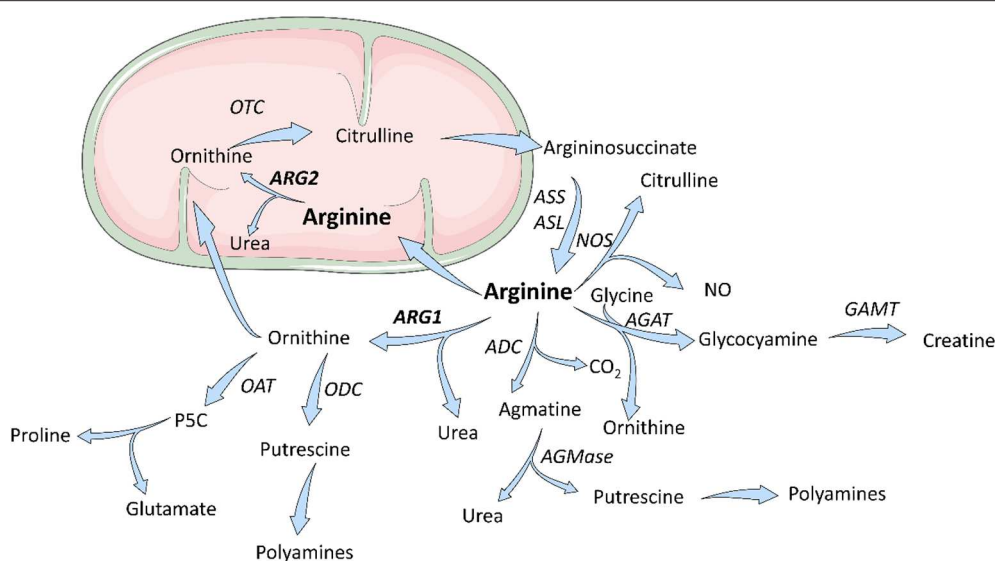 OTC
Citrulline
Ornithine
Argininosuccinate
ARG2
Citrulline
ASS
Arginine
ASL
Urea
NOS
Arginine
Glycine
NO
ARG1
AGAT
GAMT
Ornithine
ADC
Glycocyamine
Creatine
CO2
OAT
ODC
Agmatine
P5C
Urea
Ornithine
Proline
Putrescine
AGMase
Putrescine
Polyamines
Glutamate
Urea
Polyamines